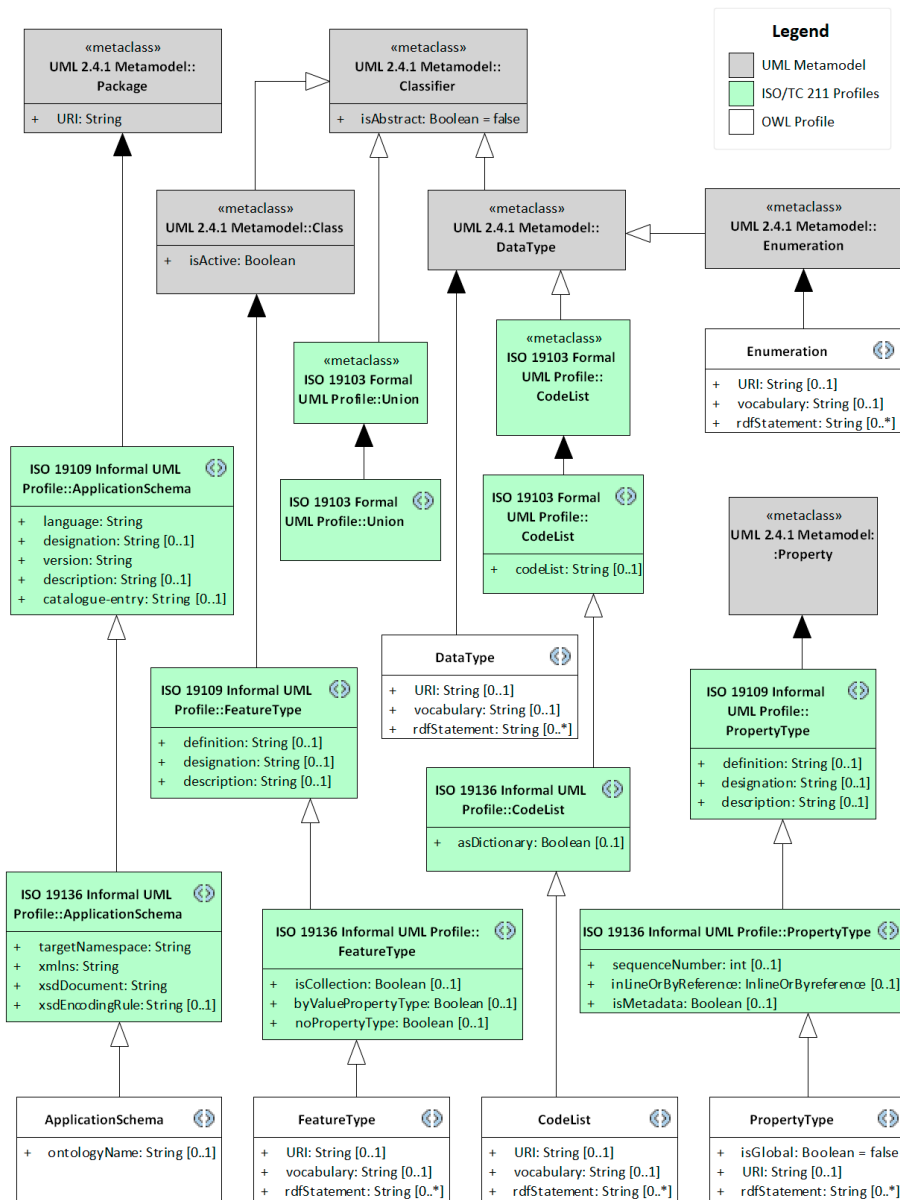 «metaclass»
UML 2.4.1 Metamodel::
Package
+ URI: String
«metaclass»
UML 2.4.1 Metamodel::
Classifier
+ isAbstract: Boolean = false
Legend
UML Metamodel
ISO/TC 211 Profiles
OWL Profile
«metaclass»
UML 2.4.1 Metamodel::Class
+ isActive: Boolean
«metaclass»
UML 2.4.1 Metamodel::
DataType
«metaclass»
UML 2.4.1 Metamodel::
Enumeration
«metaclass»
ISO 19103 Formal
UML Profile::Union
«metaclass»
ISO 19103 Formal
UML Profile::
CodeList
Enumeration
+ URI: String [0..1]
+ vocabulary: String [0..1]
+ rdfStatement: String [0..*]
ISO 19109 Informal UML
Profile::ApplicationSchema
+ language: String
+ designation: String [0..1]
+ version: String
+ description: String [0..1]
+ catalogue-entry: String [0..1]
ISO 19103 Formal
UML Profile::Union
ISO 19103 Formal
UML Profile::
CodeList
+ codeList: String [0..1]
«metaclass»
UML 2.4.1 Metamodel:
:Property
DataType
+ URI: String [0..1]
+ vocabulary: String [0..1]
+ rdfStatement: String [0..*]
ISO 19109 Informal UML
Profile::FeatureType
+ definition: String [0..1]
+ designation: String [0..1]
+ description: String [0..1]
ISO 19109 Informal
UML Profile::
PropertyType
+ definition: String [0..1]
+ designation: String [0..1]
+ description: String [0..1]
ISO 19136 Informal UML
Profile::CodeList
+ asDictionary: Boolean [0..1]
ISO 19136 Informal UML
Profile::ApplicationSchema
+ targetNamespace: String
+ xmlns: String
+ xsdDocument: String
+ xsdEncodingRule: String [0..1]
ISO 19136 Informal UML Profile::
FeatureType
+ isCollection: Boolean [0..1]
+ byValuePropertyType: Boolean [0..1]
+ noPropertyType: Boolean [0..1]
ISO 19136 Informal UML Profile::PropertyType
+ sequenceNumber: int [0..1]
+ inLineOrByReference: InlineOrByreference [0..1]
+ isMetadata: Boolean [0..1]
ApplicationSchema
+ ontologyName: String [0..1]
FeatureType
+ URI: String [0..1]
+ vocabulary: String [0..1]
+ rdfStatement: String [0..*]
CodeList
+ URI: String [0..1]
+ vocabulary: String [0..1]
+ rdfStatement: String [0..*]
PropertyType
+ isGlobal: Boolean = false
+ URI: String [0..1]
+ rdfStatement: String [0..*]